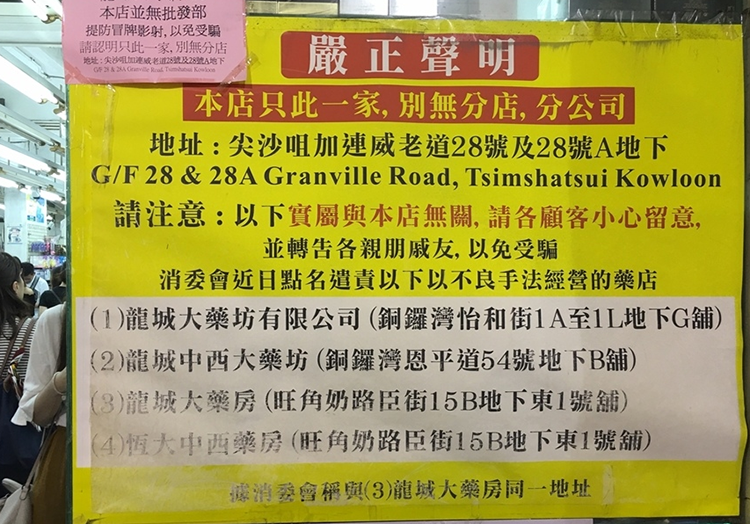 本店並無批發部
提防冒牌影射, 以免受騙
請認明只此一家, 別無分店
地址: 尖沙咀加連威老道28號及28號A地下
G/F 28 & 28A Granville Road, Tsimshatsui Kowloon
嚴正聲明
本店只此一家, 別無分店, 分公司
地址：尖沙咀加連威老道28號及28號A地下
G/F 28 & 28A Granville Road, Tsimshatsui Kowloon
請注意：以下實屬與本店無關, 請各顧客小心留意,
並轉告各親朋戚友, 以免受騙
消委會近日點名遣責以下以不良手法經營的藥店
(1)龍城大藥坊有限公司 (銅鑼灣怡和街1A至1L地下G舖)
(2)龍城中西大藥坊 (銅鑼灣恩平道54號地下B舖)
(3)龍城大藥房 (旺角奶路臣街15B地下東1號舖)
(4)恆大中西藥房 (旺角奶路臣街15B地下東1號舖)
據消委會稱與(3)龍城大藥房同一地址